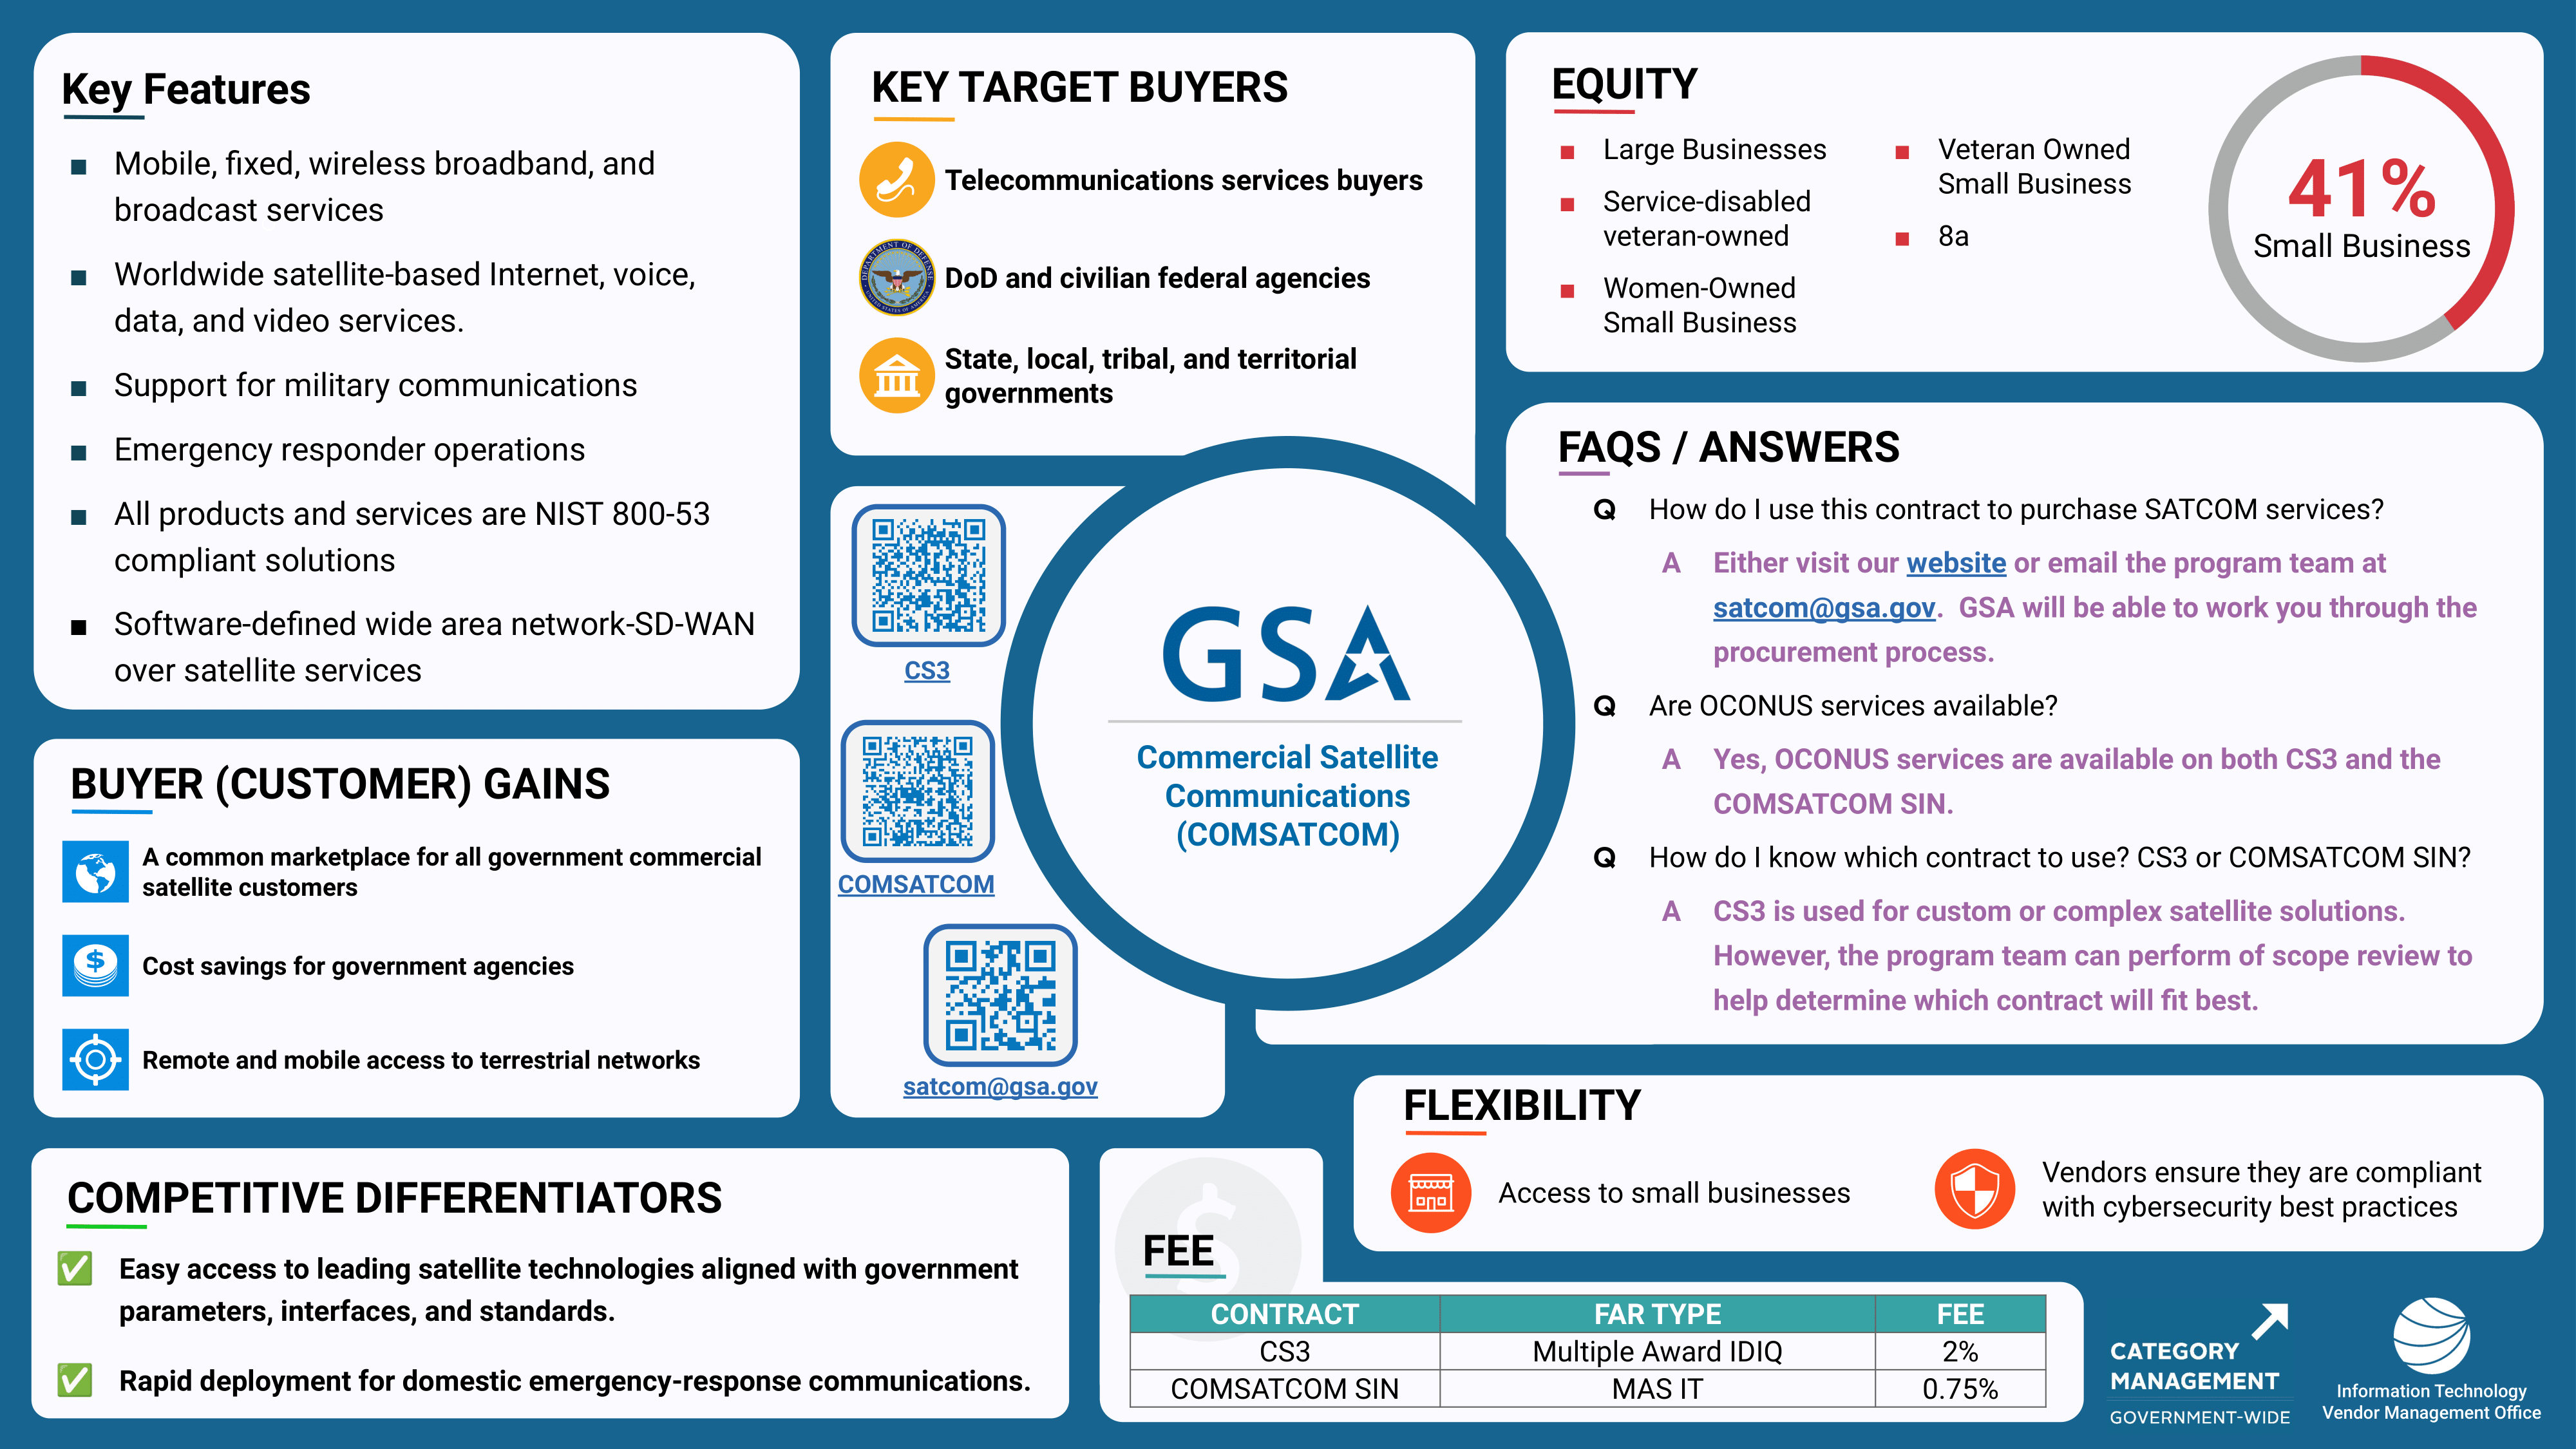 Key Features
■ Mobile, fixed, wireless broadband, and
broadcast services
■ Worldwide satellite-based Internet, voice,
data, and video services.
■ Support for military communications
■ Emergency responder operations
■ All products and services are NIST 800-53
compliant solutions
■ Software-defined wide area network-SD-WAN
over satellite services
BUYER (CUSTOMER) GAINS
A common marketplace for all government commercial
satellite customers
Cost savings for government agencies
Remote and mobile access to terrestrial networks
COMPETITIVE DIFFERENTIATORS
✅ Easy access to leading satellite technologies aligned with government
parameters, interfaces, and standards.
✅ Rapid deployment for domestic emergency-response communications.
KEY TARGET BUYERS
Telecommunications services buyers
DEPARTMENT OF DEFENSE
UNITED STATES OF AMERICA
DoD and civilian federal agencies
State, local, tribal, and territorial
governments
CS3
COMSATCOM
satcom@gsa.gov
GSA
Commercial Satellite
Communications
(COMSATCOM)
EQUITY
■ Large Businesses
■ Service-disabled
veteran-owned
■ Women-Owned
Small Business
■ Veteran Owned
Small Business
■ 8a
41%
Small Business
FAQS / ANSWERS
Q How do I use this contract to purchase SATCOM services?
A Either visit our website or email the program team at
satcom@gsa.gov. GSA will be able to work you through the
procurement process.
Q Are OCONUS services available?
A Yes, OCONUS services are available on both CS3 and the
COMSATCOM SIN.
Q How do I know which contract to use? CS3 or COMSATCOM SIN?
A CS3 is used for custom or complex satellite solutions.
However, the program team can perform of scope review to
help determine which contract will fit best.
FLEXIBILITY
Access to small businesses
Vendors ensure they are compliant
with cybersecurity best practices
$
FEE
CONTRACT FAR TYPE FEE
CS3 Multiple Award IDIQ 2%
COMSATCOM SIN MAS IT 0.75%
CATEGORY
MANAGEMENT
GOVERNMENT-WIDE
Information Technology
Vendor Management Office